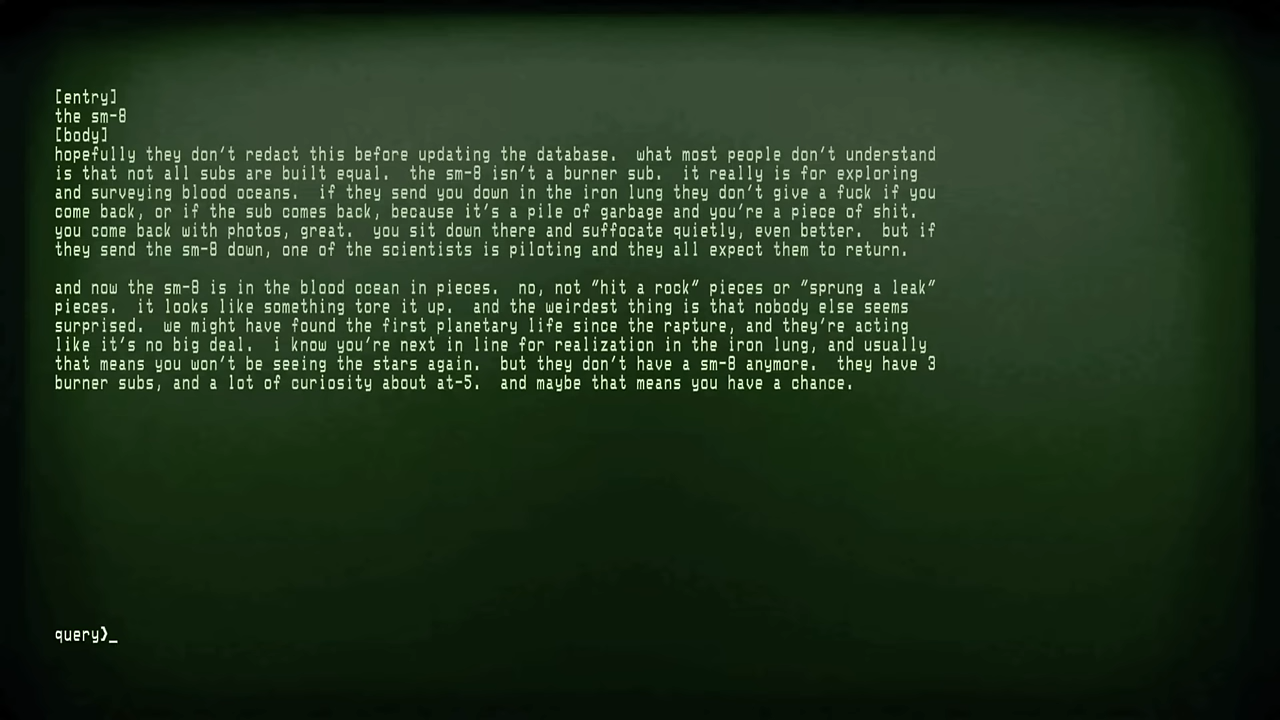 [entry]
the sm-8
[body]
hopefully they don't redact this before updating the database.  what most people don't understand
is that not all subs are built equal.  the sm-8 isn't a burner sub.  it really is for exploring
and surveying blood oceans.  if they send you down in the iron lung they don't give a fuck if you
come back, or if the sub comes back, because it's a pile of garbage and you're a piece of shit.
you come back with photos, great.  you sit down there and suffocate quietly, even better.  but if
they send the sm-8 down, one of the scientists is piloting and they all expect them to return.

and now the sm-8 is in the blood ocean in pieces.  no, not "hit a rock" pieces or "sprung a leak"
pieces.  it looks like something tore it up.  and the weirdest thing is that nobody else seems
surprised.  we might have found the first planetary life since the rapture, and they're acting
like it's no big deal.  i know you're next in line for realization in the iron lung, and usually
that means you won't be seeing the stars again.  but they don't have a sm-8 anymore.  they have 3
burner subs, and a lot of curiosity about at-5.  and maybe that means you have a chance.
query}_